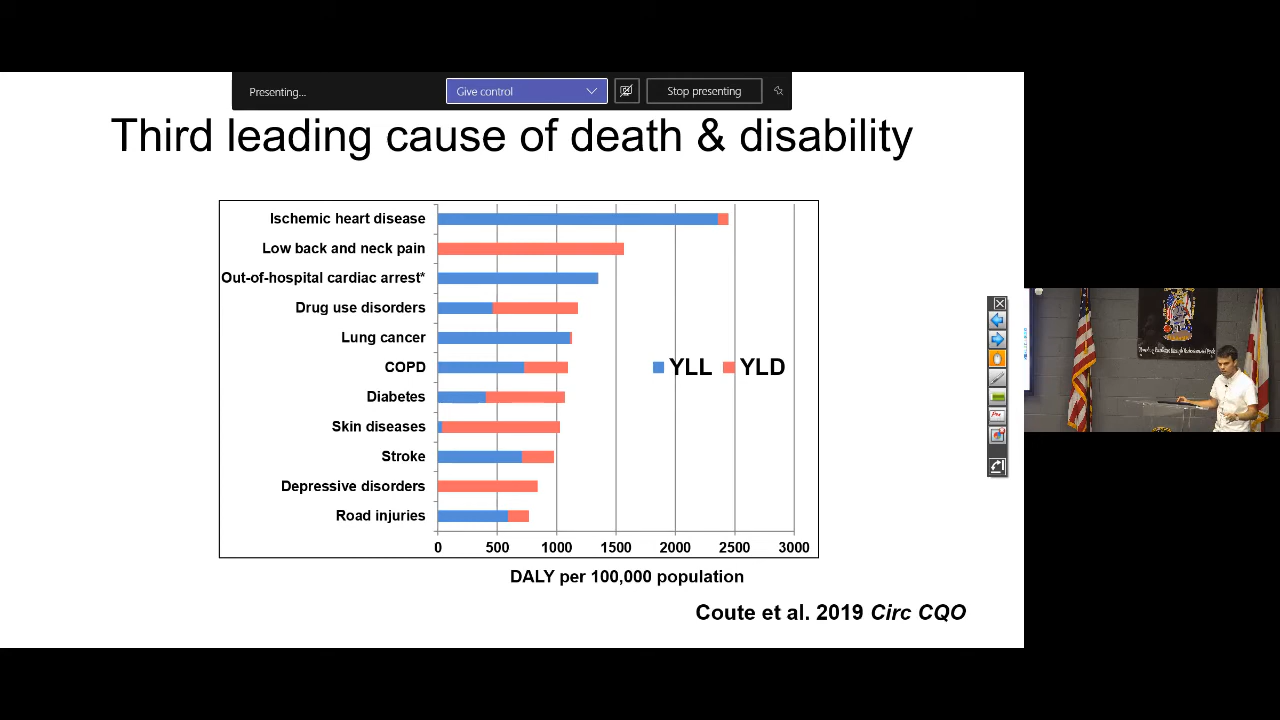 Presenting...
Give control
Stop presenting
Third leading cause of death & disability
Ischemic heart disease
Low back and neck pain
Out-of-hospital cardiac arrest*
Drug use disorders
Lung cancer
COPD
Diabetes
Skin diseases
Stroke
Depressive disorders
Road injuries
YLL YLD
0 500 1000 1500 2000 2500 3000
DALY per 100,000 population
Coute et al. 2019 Circ CQO